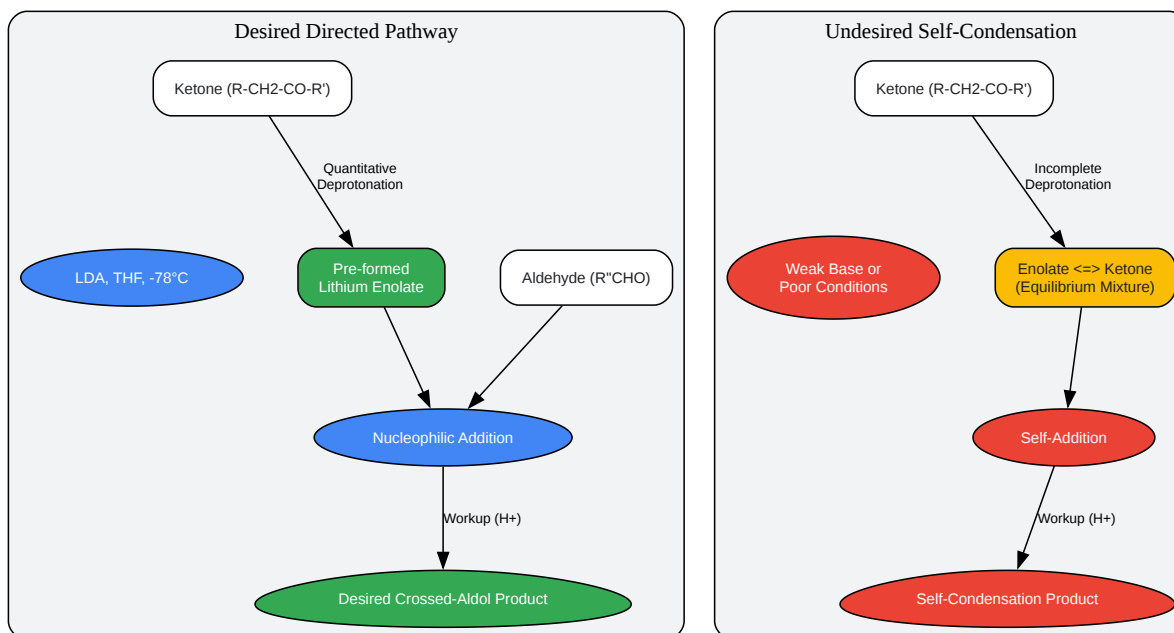 Desired Directed Pathway
Ketone (R-CH2-CO-R')
Quantitative
Deprotonation
LDA, THF, -78°C
Pre-formed
Lithium Enolate
Aldehyde (R"CHO)
Nucleophilic Addition
Workup (H+)
Desired Crossed-Aldol Product
Undesired Self-Condensation
Ketone (R-CH2-CO-R')
Incomplete
Deprotonation
Weak Base or
Poor Conditions
Enolate <=> Ketone
(Equilibrium Mixture)
Self-Addition
Workup (H+)
Self-Condensation Product